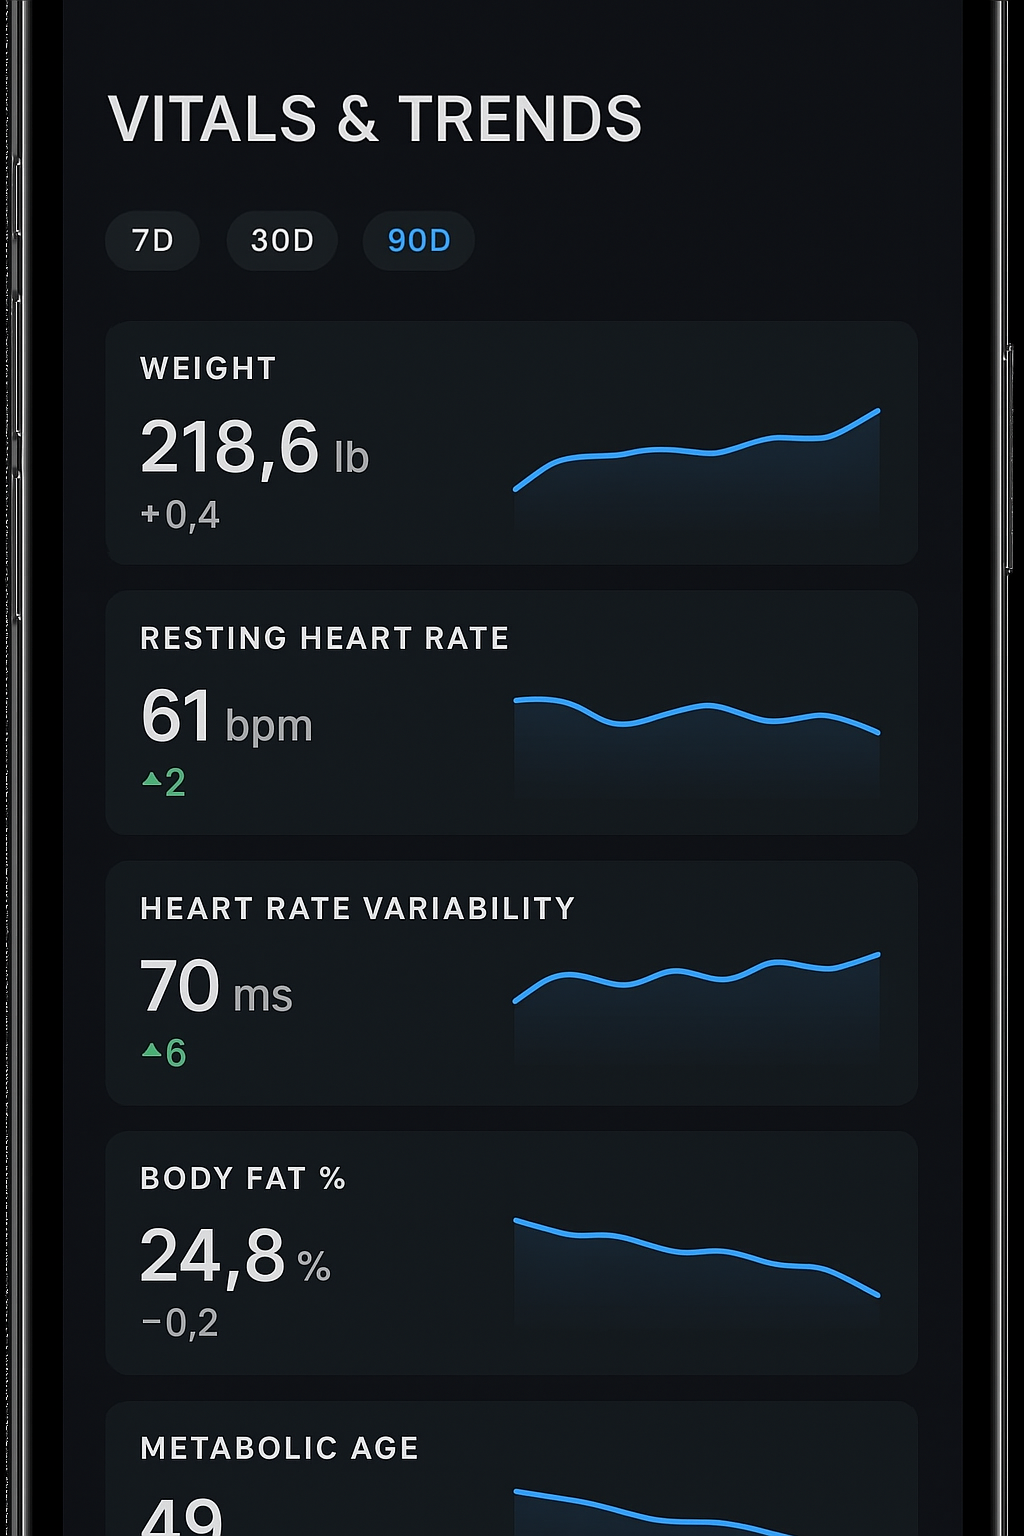 VITALS & TRENDS
7D 30D 90D
WEIGHT
218,6 lb
+0,4
RESTING HEART RATE
61 bpm
▲2
HEART RATE VARIABILITY
70 ms
▲6
BODY FAT %
24,8 %
−0,2
METABOLIC AGE
49